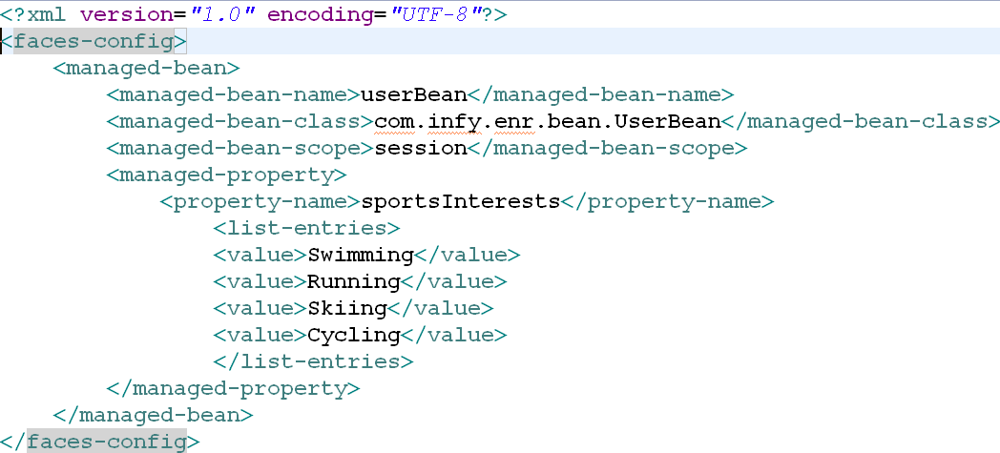 <?xml version="1.0" encoding="UTF-8"?>
<faces-config>
    <managed-bean>
        <managed-bean-name>userBean</managed-bean-name>
        <managed-bean-class>com.infy.enr.bean.UserBean</managed-bean-class>
        <managed-bean-scope>session</managed-bean-scope>
        <managed-property>
            <property-name>sportsInterests</property-name>
                <list-entries>
                <value>Swimming</value>
                <value>Running</value>
                <value>Skiing</value>
                <value>Cycling</value>
                </list-entries>
        </managed-property>
    </managed-bean>
</faces-config>